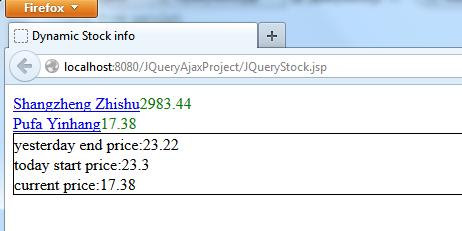 Firefox
Dynamic Stock info
localhost:8080/JQueryAjaxProject/JQueryStock.jsp
Shangzheng Zhishu2983.44
Pufa Yinhang17.38
yesterday end price:23.22
today start price:23.3
current price:17.38